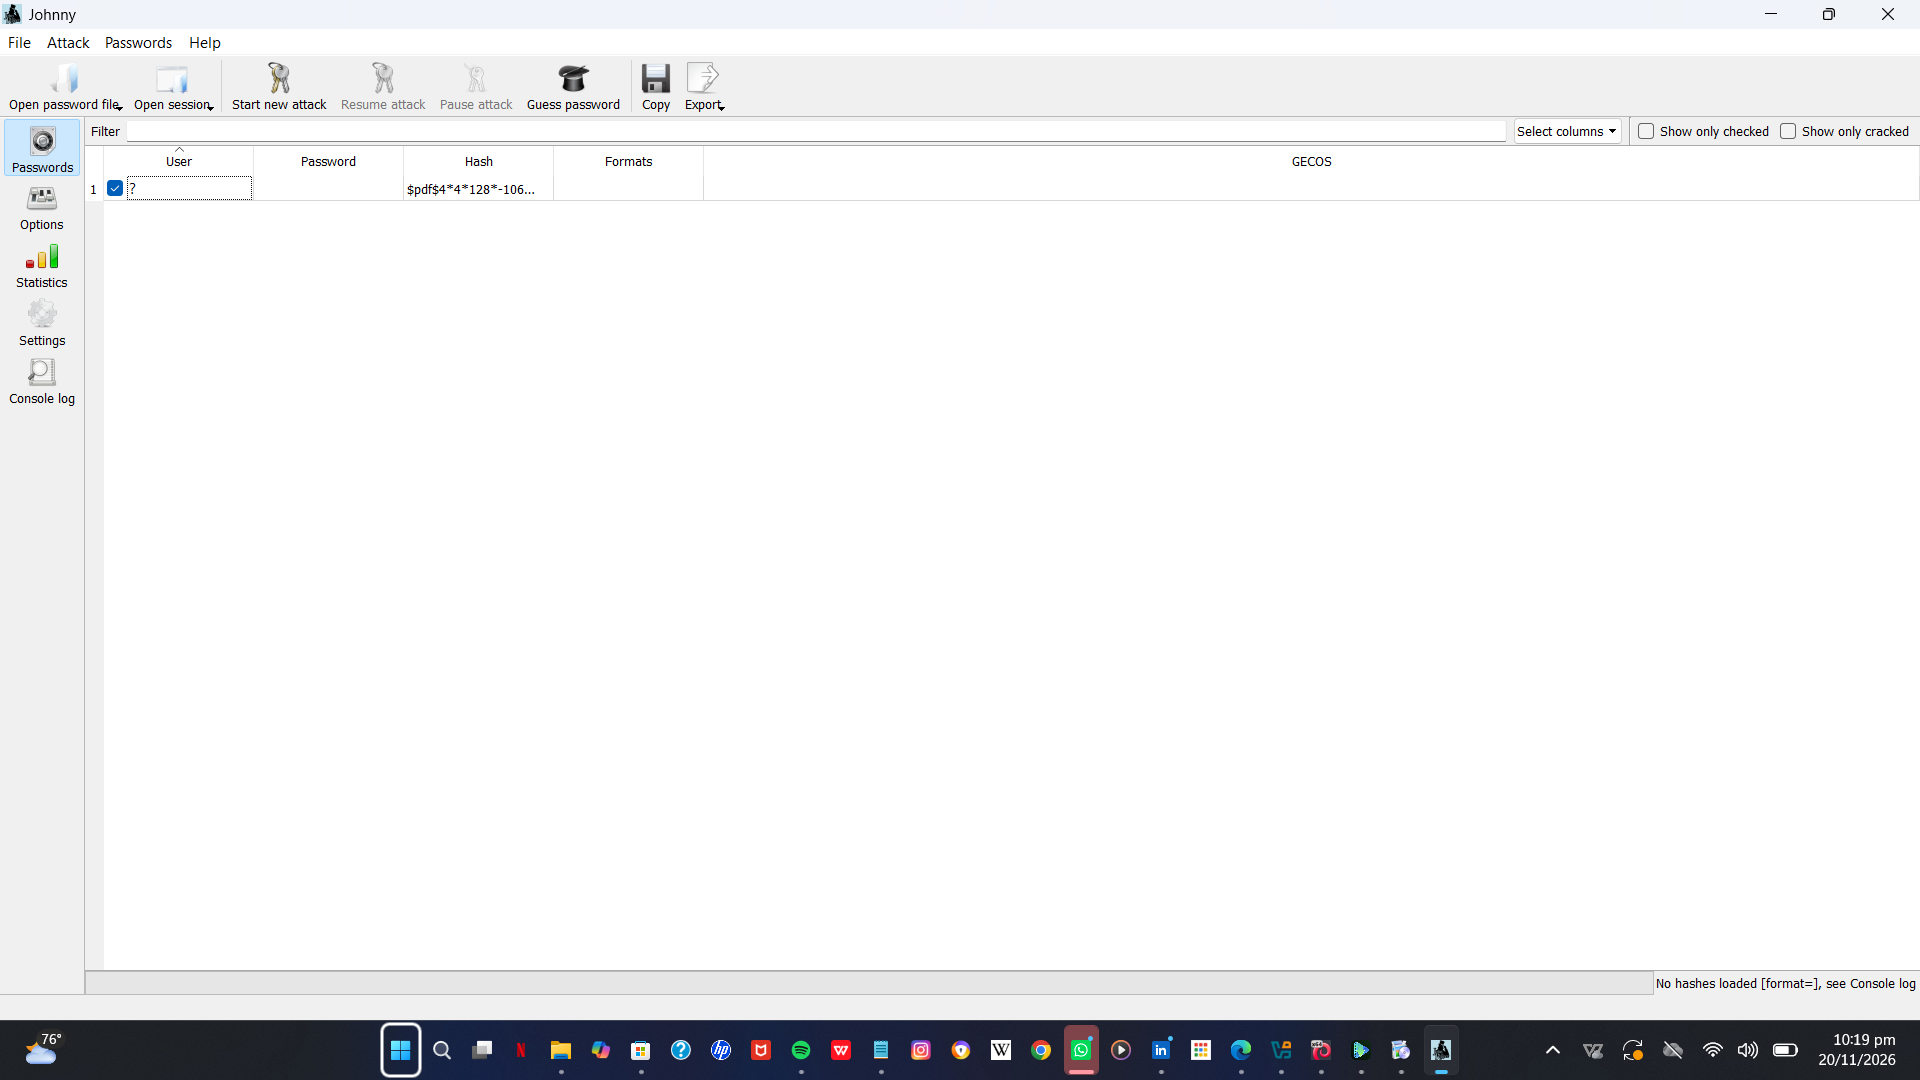 Johnny
File Attack Passwords Help
Open password file Open session Start new attack Resume attack Pause attack Guess password Copy Export
Passwords
Options
Statistics
Settings
Console log
Filter Select columns Show only checked Show only cracked
User Password Hash Formats GECOS
1 ? $pdf$4*4*128*-106...
No hashes loaded [format=], see Console log
76°
10:19 pm
20/11/2026